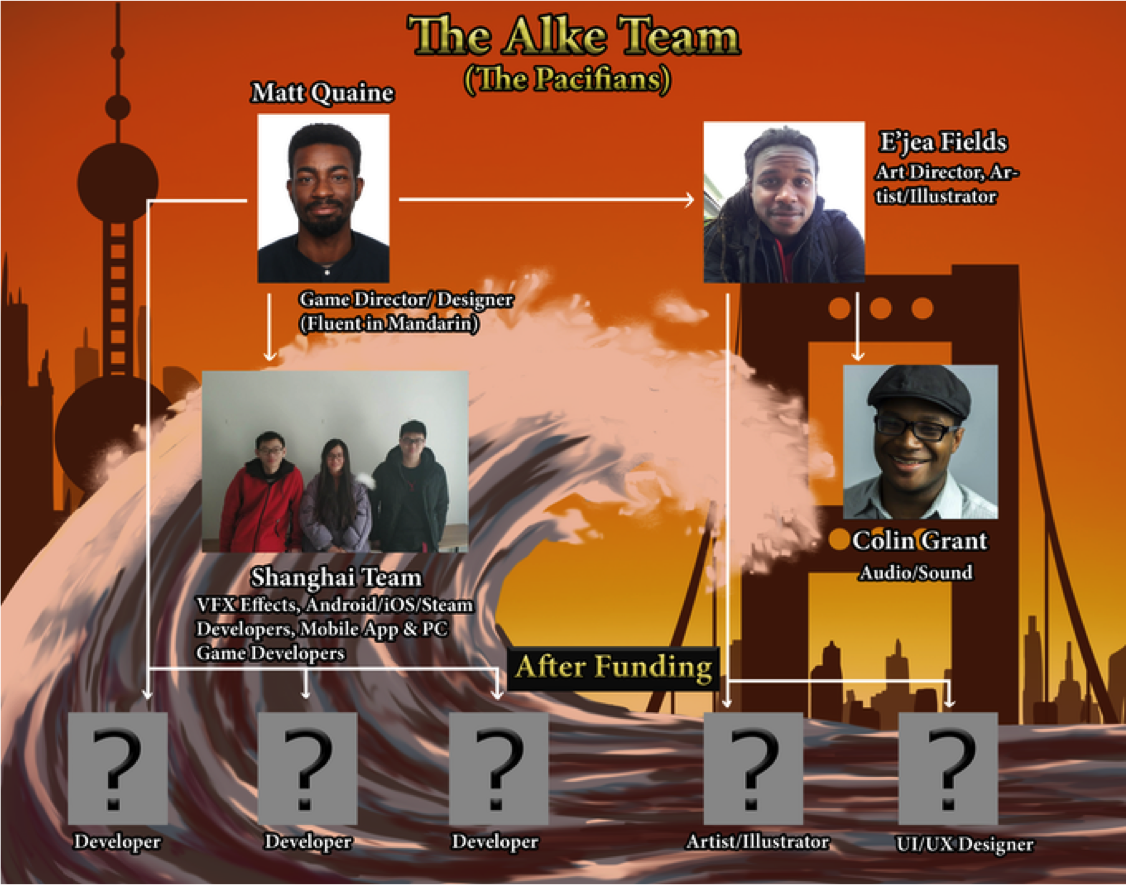 The Alke Team
(The Pacifians)
Matt Quaine
E'jea Fields
Art Director, Ar-
tist/Illustrator
Game Director/ Designer
(Fluent in Mandarin)
Colin Grant
Audio/Sound
Shanghai Team
VFX Effects, Android/iOS/Steam
Developers, Mobile App & PC
Game Developers
After Funding
?
?
?
?
?
Developer
Developer
Developer
Artist/Illustrator
UI/UX Designer